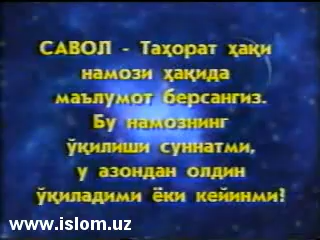 САВОЛ - Таҳорат ҳақи
намози ҳақида
маълумот берсангиз.
Бу намознинг
ўқилиши суннатми,
у азондан олдин
ўқиладими ёки кейинми?
www.islom.uz